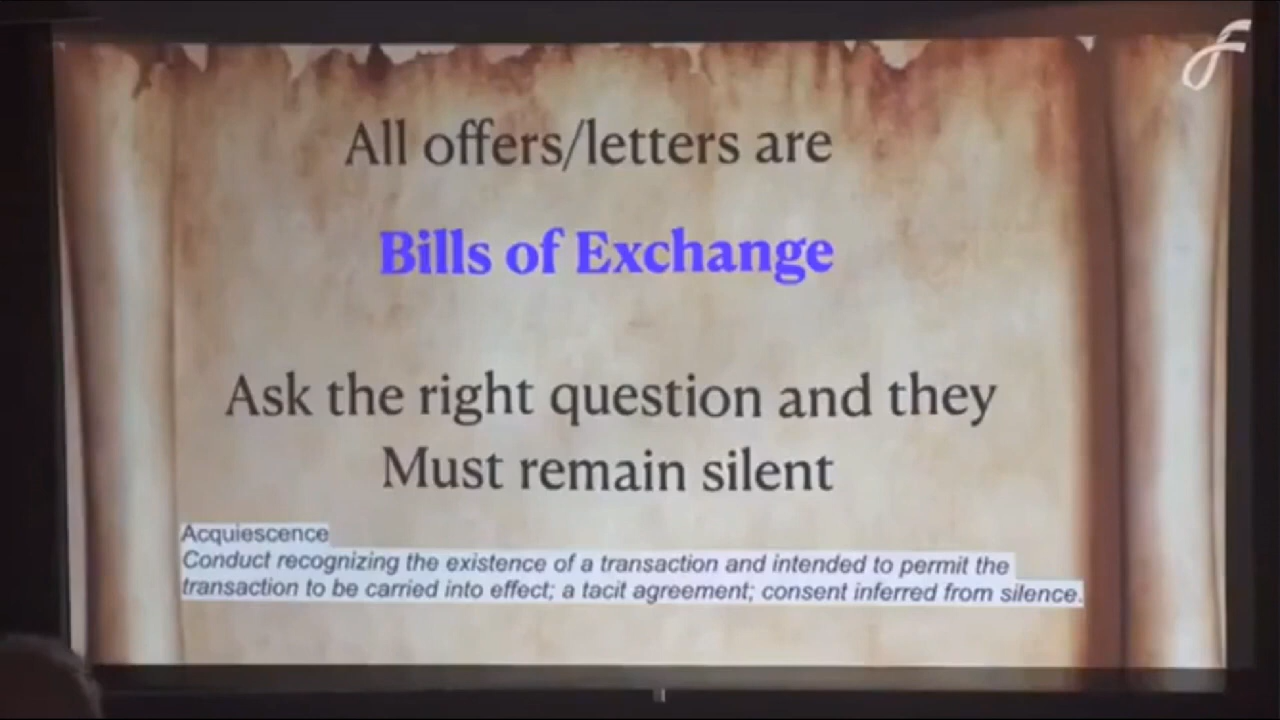 All offers/letters are
Bills of Exchange
Ask the right question and they
Must remain silent
Acquiescence
Conduct recognizing the existence of a transaction and intended to permit the
transaction to be carried into effect; a tacit agreement; consent inferred from silence.